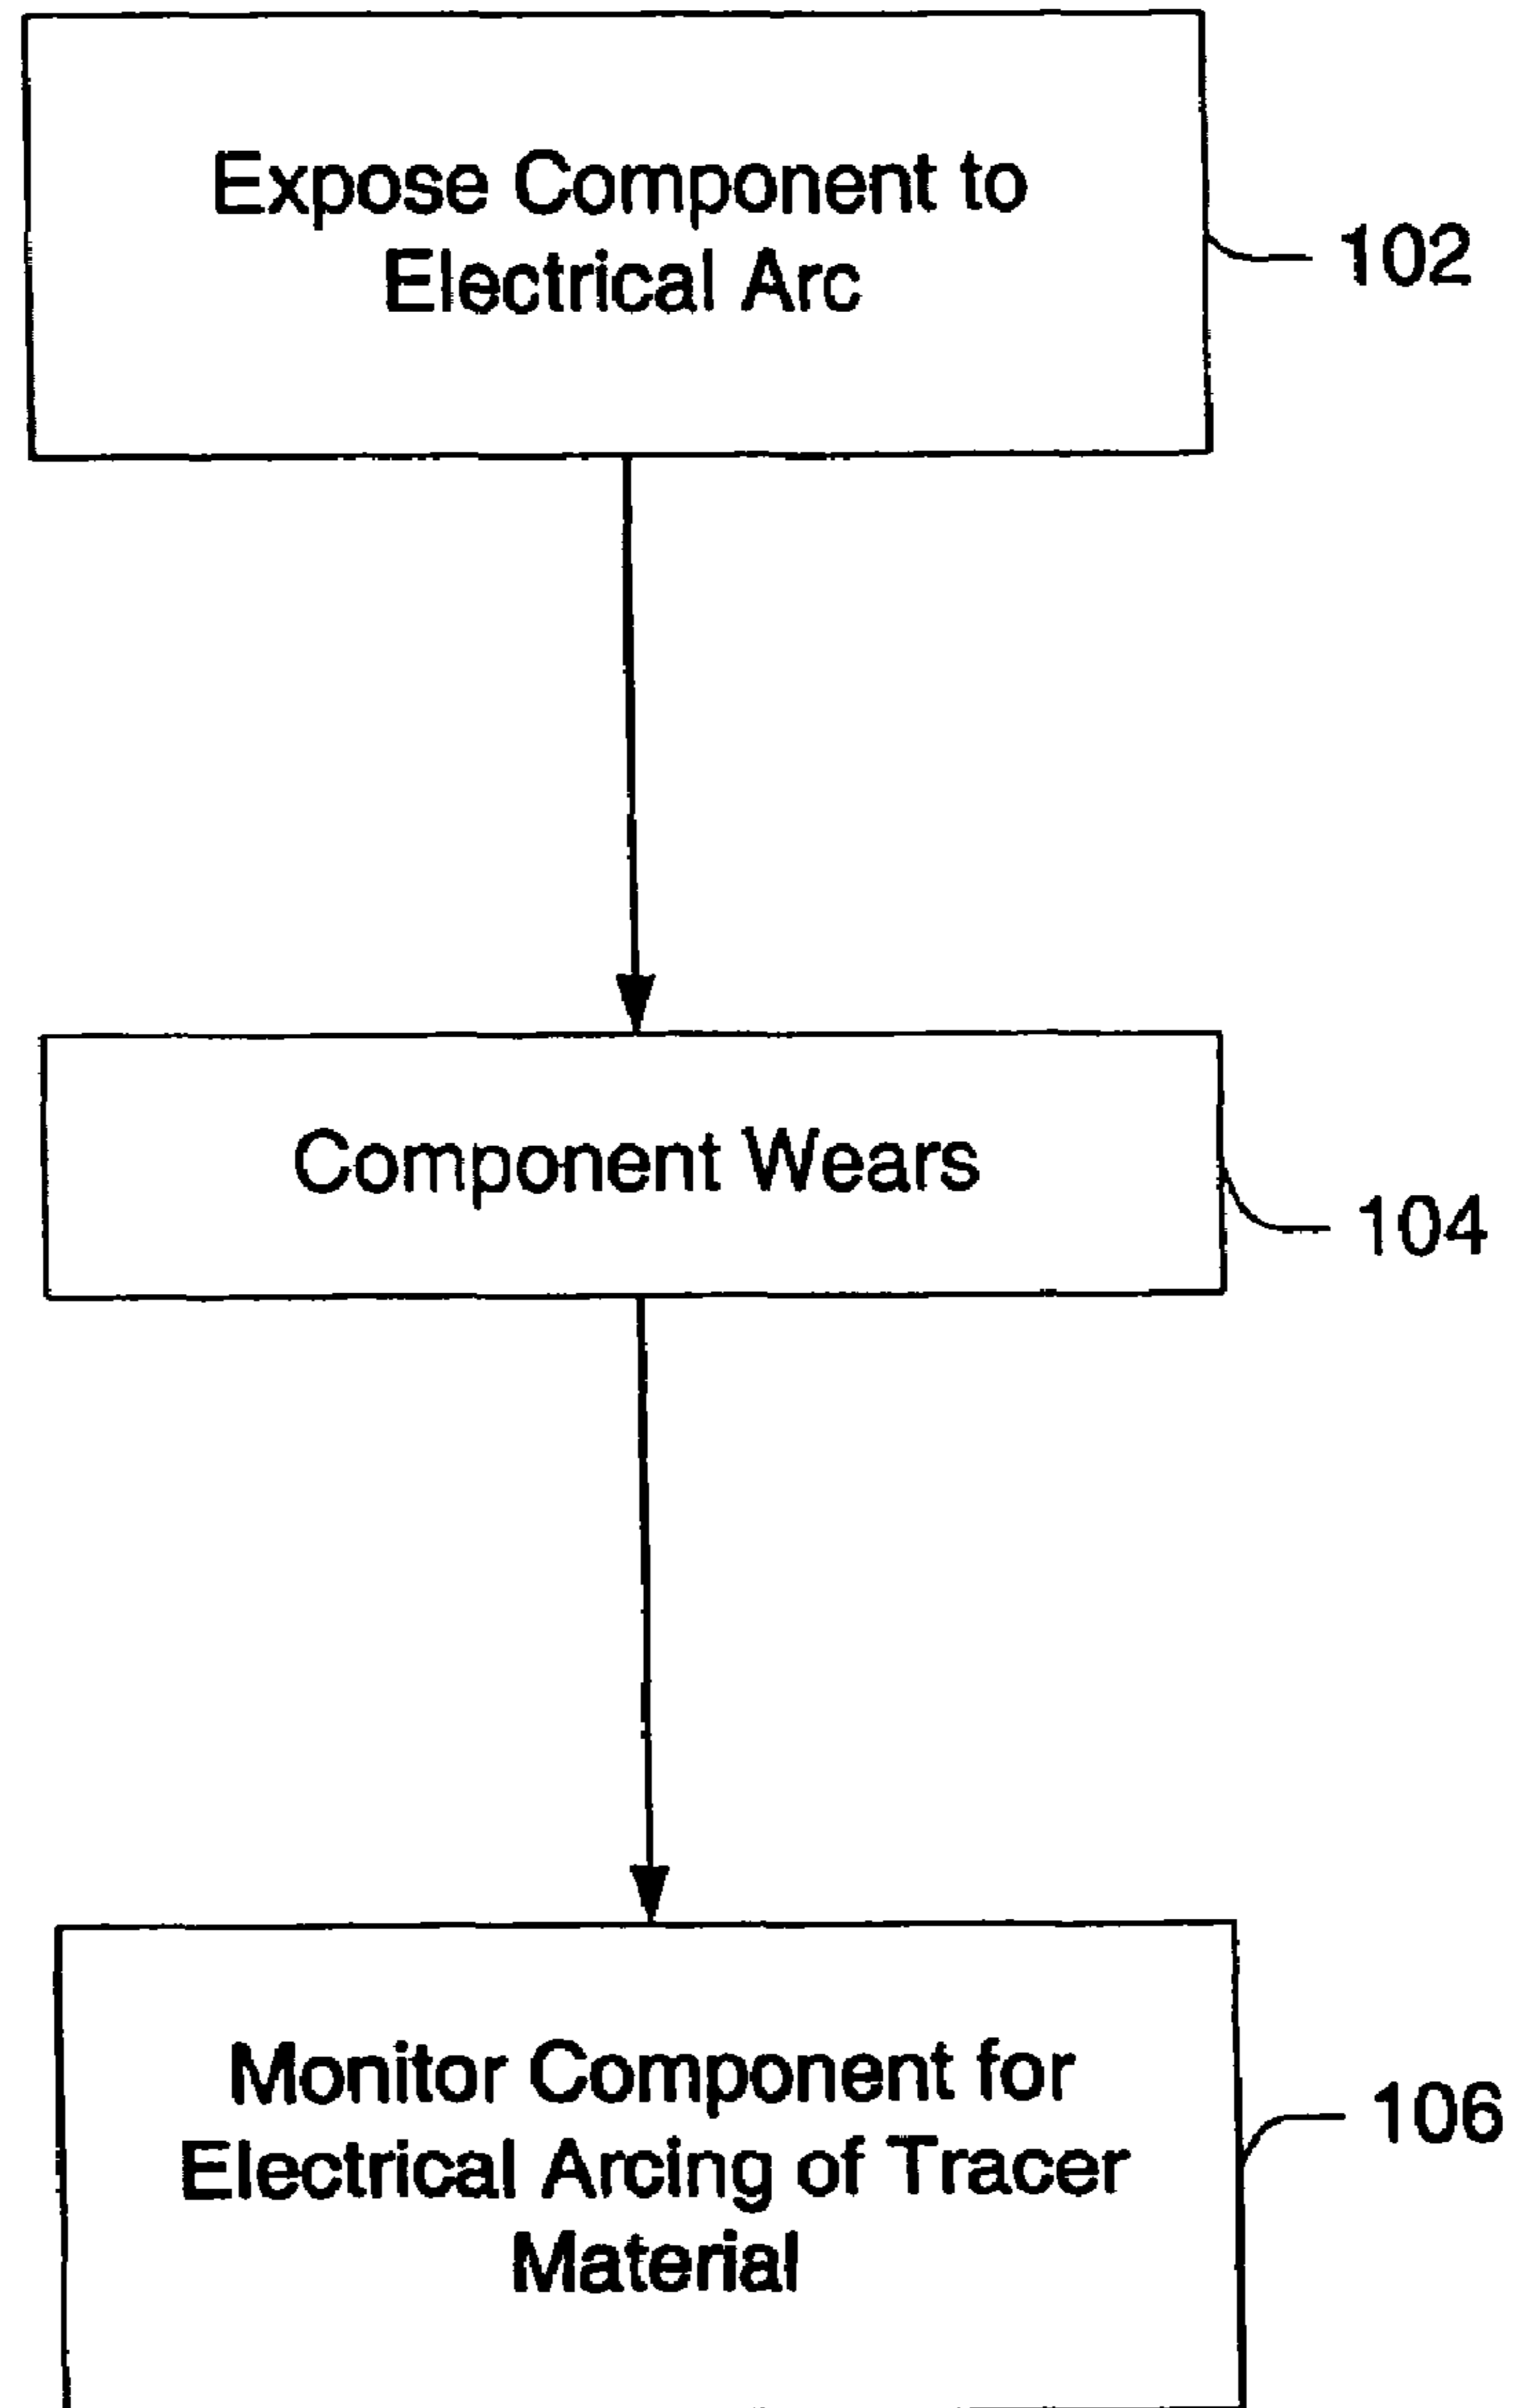 Expose Component to
Electrical Arc
102
Component Wears
104
Monitor Component for
Electrical Arcing of Tracer
Material
106